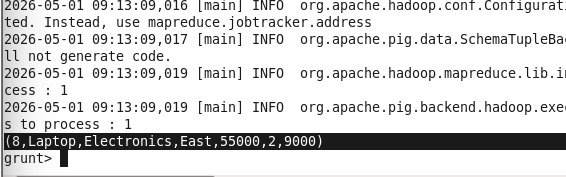 2026-05-01 09:13:09,016 [main] INFO  org.apache.hadoop.conf.Configurati
ted. Instead, use mapreduce.jobtracker.address
2026-05-01 09:13:09,017 [main] INFO  org.apache.pig.data.SchemaTupleBac
ll not generate code.
2026-05-01 09:13:09,019 [main] INFO  org.apache.hadoop.mapreduce.lib.in
cess : 1
2026-05-01 09:13:09,019 [main] INFO  org.apache.pig.backend.hadoop.exec
s to process : 1
(8,Laptop,Electronics,East,55000,2,9000)
grunt>